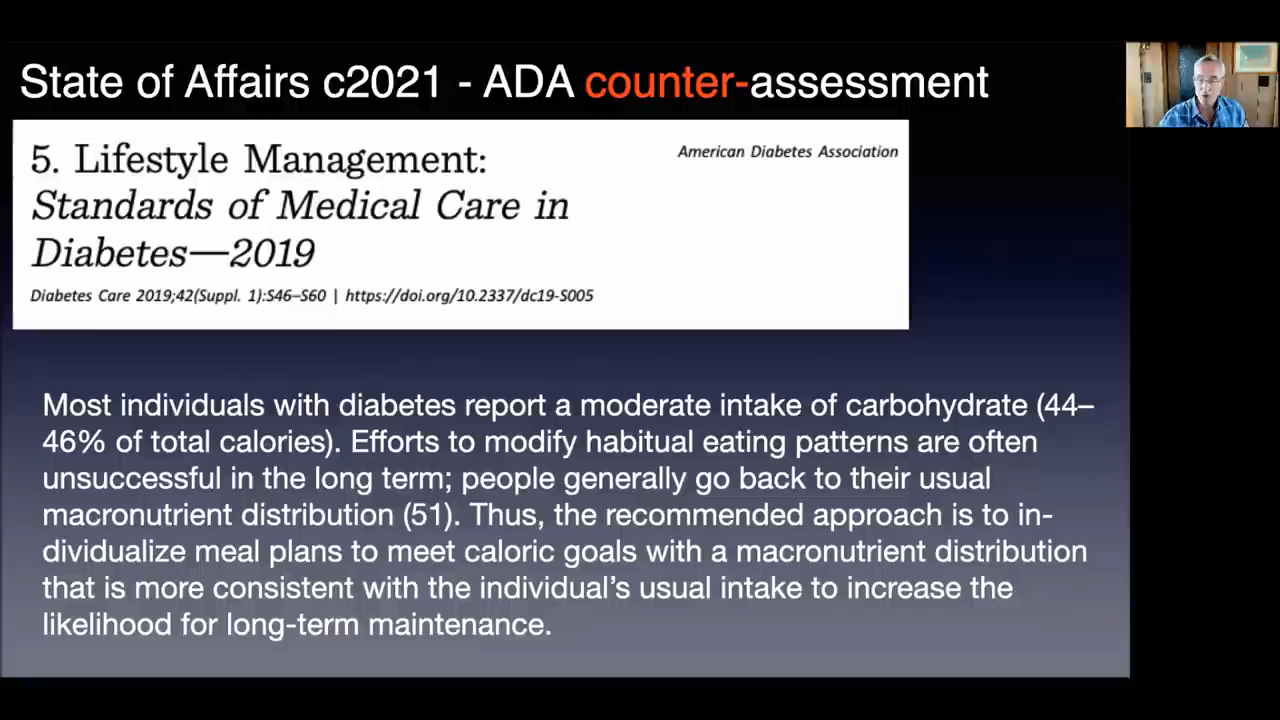 State of Affairs c2021 - ADA counter-assessment
5. Lifestyle Management:
American Diabetes Association
Standards of Medical Care in
Diabetes—2019
Diabetes Care 2019;42(Suppl. 1):S46–S60 | https://doi.org/10.2337/dc19-S005
Most individuals with diabetes report a moderate intake of carbohydrate (44–
46% of total calories). Efforts to modify habitual eating patterns are often
unsuccessful in the long term; people generally go back to their usual
macronutrient distribution (51). Thus, the recommended approach is to in-
dividualize meal plans to meet caloric goals with a macronutrient distribution
that is more consistent with the individual’s usual intake to increase the
likelihood for long-term maintenance.